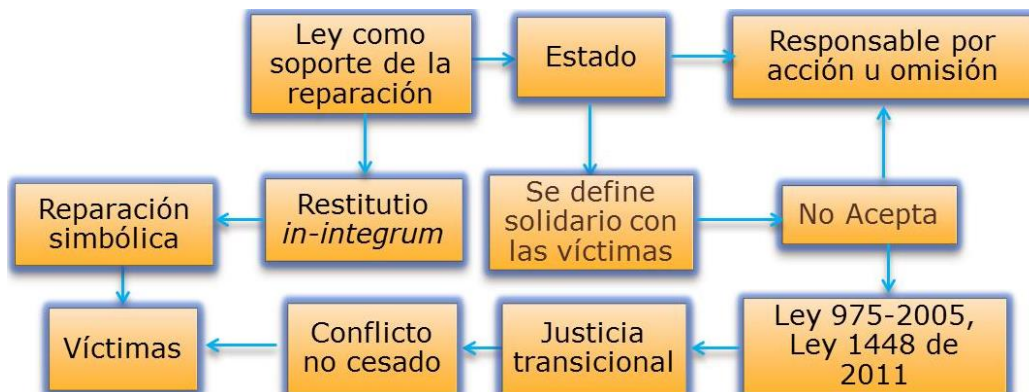 Ley como
soporte de la
reparación
Estado
Responsable por
acción u omisión
Reparación
simbólica
Restitutio
in-integrum
Se define
solidario con
las víctimas
No Acepta
Víctimas
Conflicto
no cesado
Justicia
transicional
Ley 975-2005,
Ley 1448 de
2011